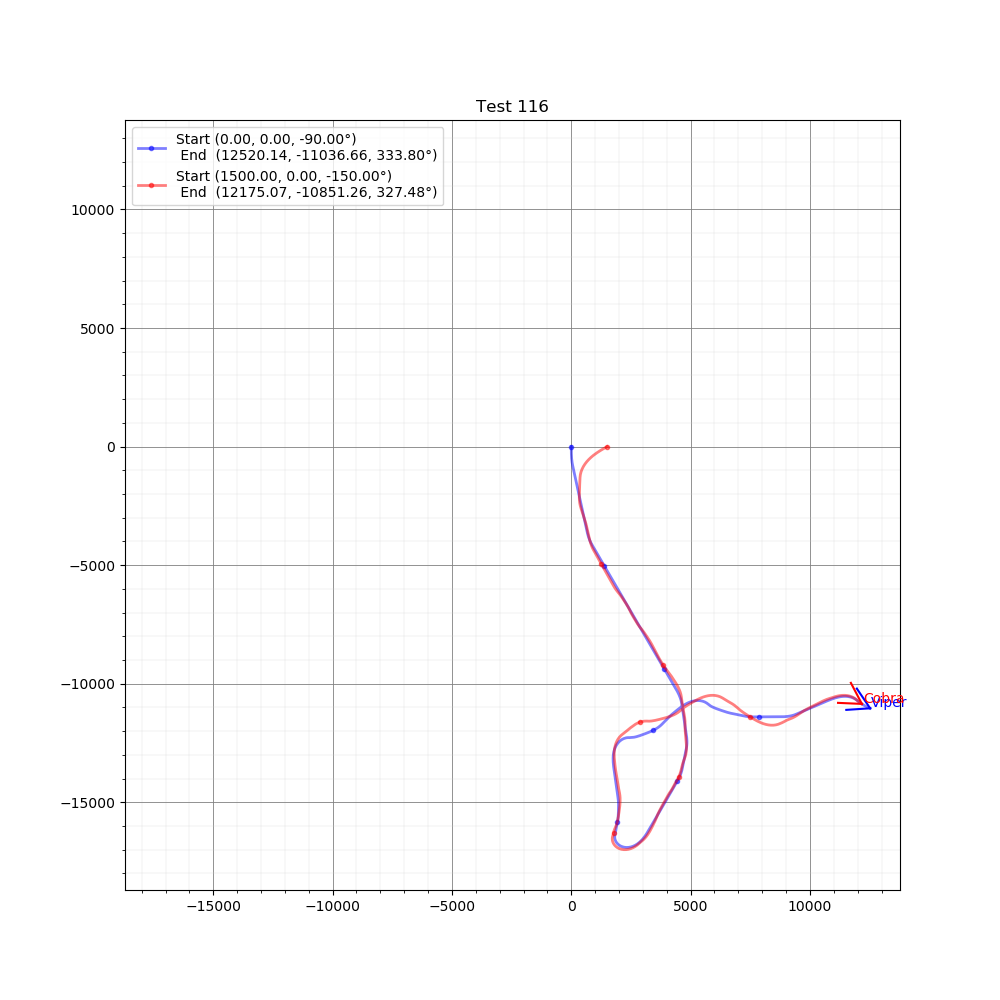 Test 116
Start (0.00, 0.00, -90.00°)
End  (12520.14, -11036.66, 333.80°)
Start (1500.00, 0.00, -150.00°)
End  (12175.07, -10851.26, 327.48°)
10000
5000
0
−5000
−10000
−15000
Cobra
Viper
−15000 −10000 −5000 0 5000 10000